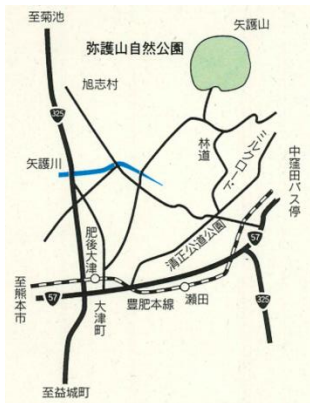 至菊池
矢護山
弥護山自然公園
旭志村
325
林道
ミルクロード
矢護川
中窪田バス停
清正公道公園
肥後大津
57
至熊本市
57
大津町
豊肥本線
瀬田
325
至益城町